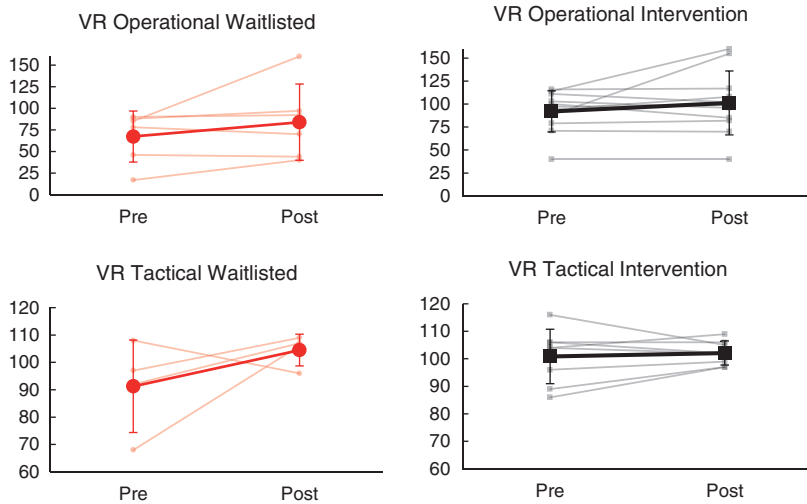 VR Operational Waitlisted
150
125
100
75
50
25
0
Pre
Post
VR Operational Intervention
150
125
100
75
50
25
0
Pre
Post
VR Tactical Waitlisted
120
110
100
90
80
70
60
Pre
Post
VR Tactical Intervention
120
110
100
90
80
70
60
Pre
Post